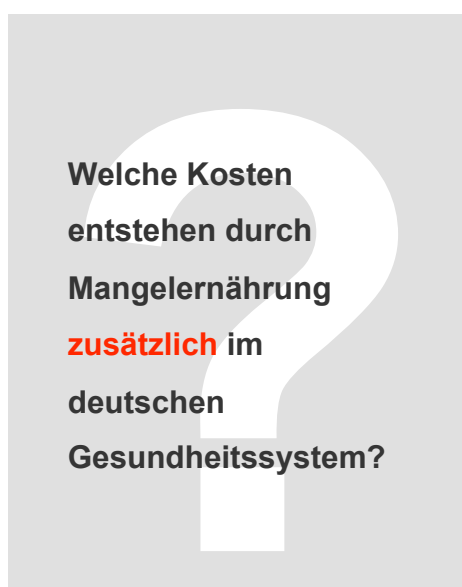 Welche Kosten
entstehen durch
Mangelernährung
zusätzlich im
deutschen
Gesundheitssystem?
?